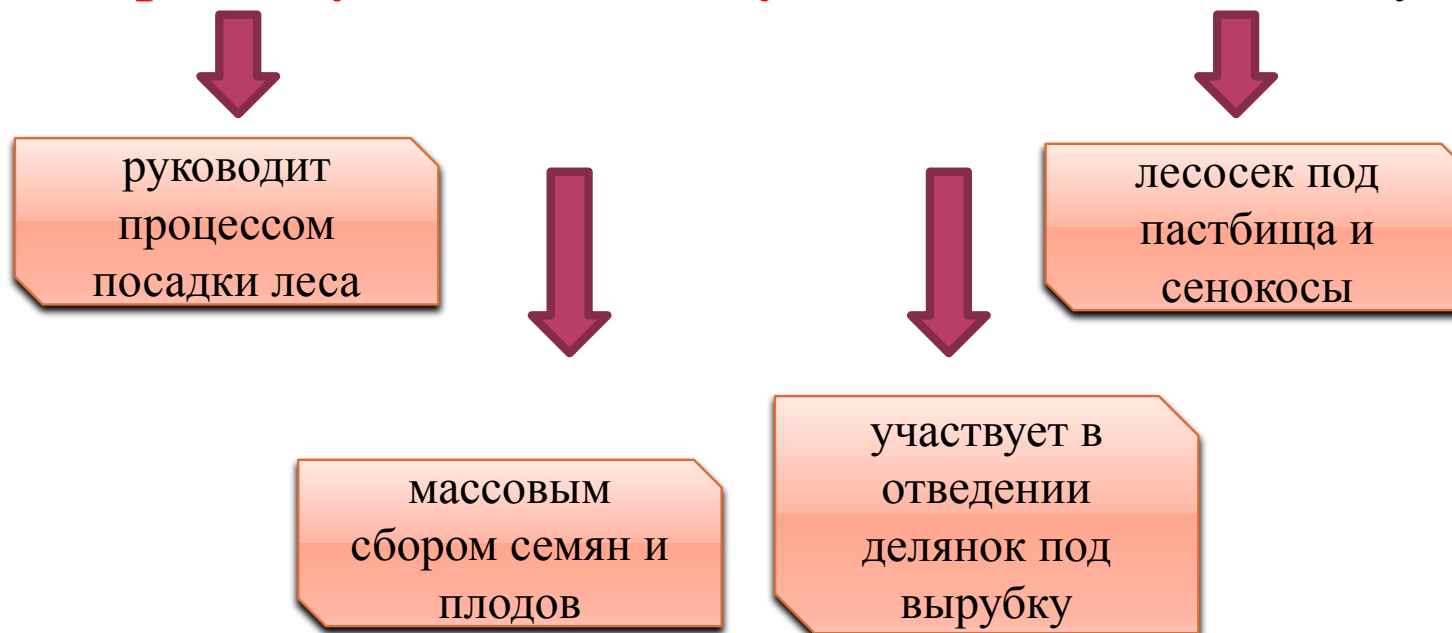 руководит
процессом
посадки леса
массовым
сбором семян и
плодов
участвует в
отведении
делянок под
вырубку
лесосек под
пастбища и
сенокосы